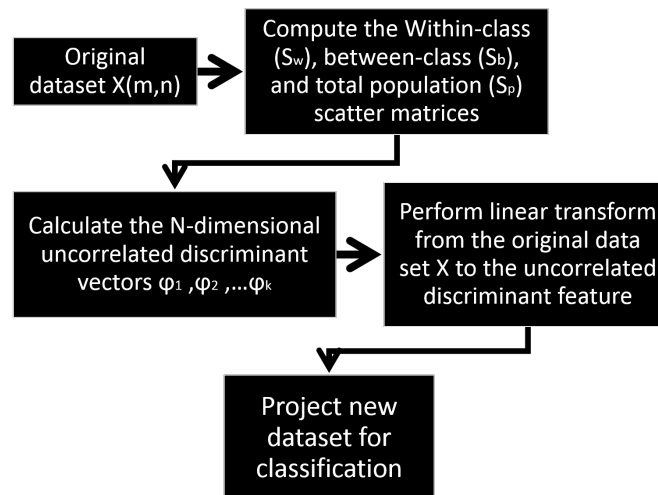 Original
dataset X(m,n)
Compute the Within-class
(Sw), between-class (Sb),
and total population (Sp)
scatter matrices
Calculate the N-dimensional
uncorrelated discriminant
vectors φ₁ ,φ₂ ,...φₖ
Perform linear transform
from the original data
set X to the uncorrelated
discriminant feature
Project new
dataset for
classification